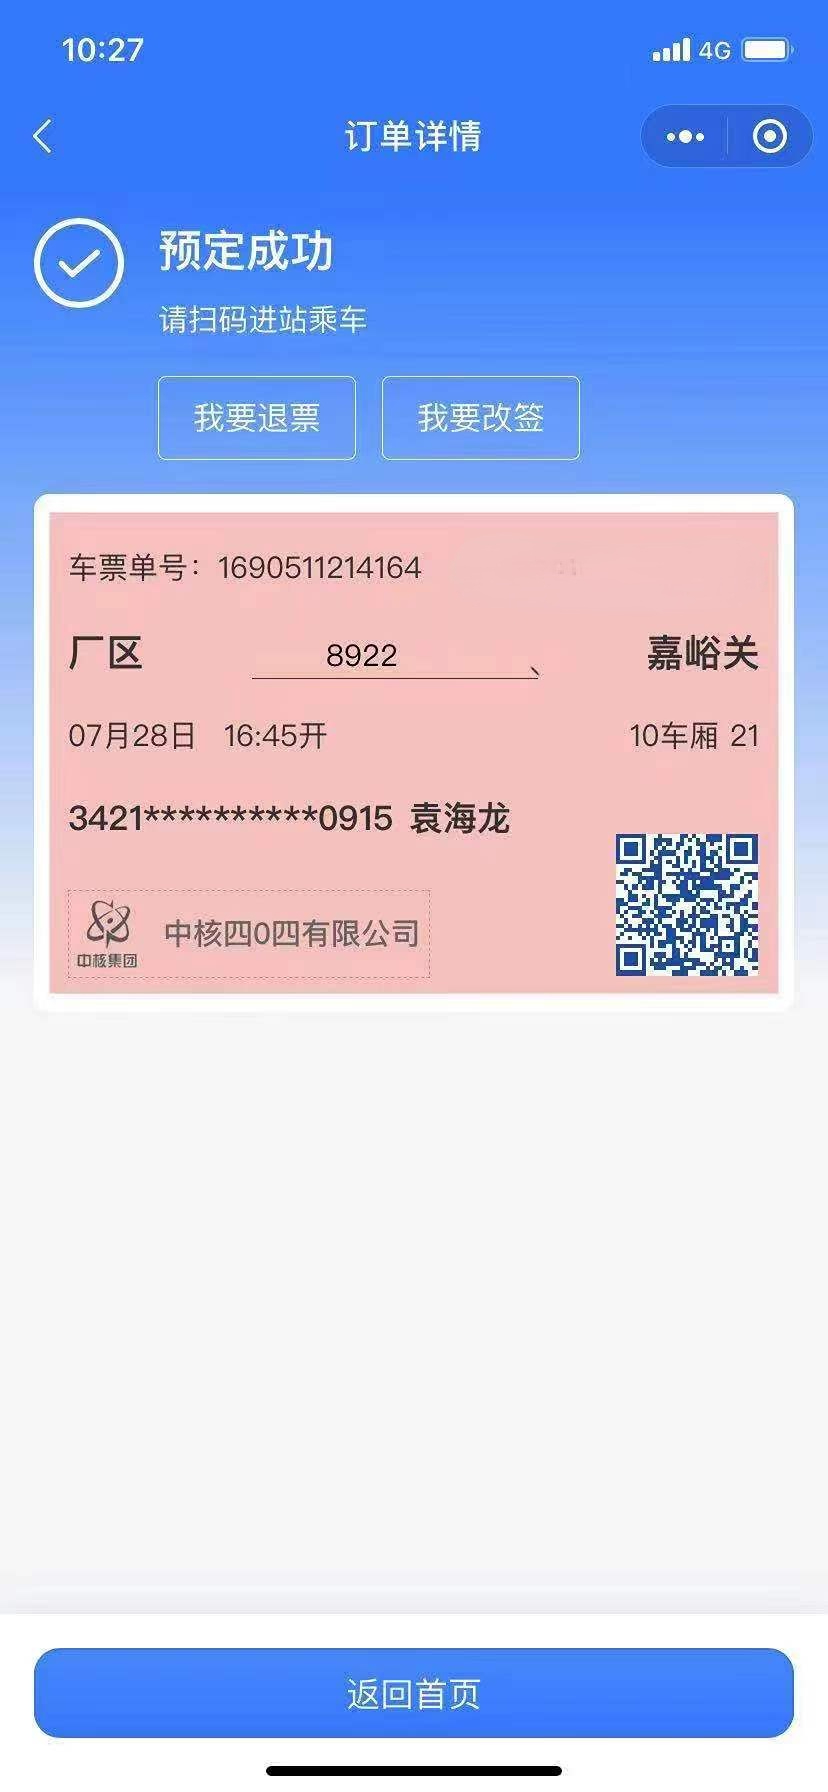 10:27 4G
订单详情
预定成功
请扫码进站乘车
我要退票 我要改签
车票单号：1690511214164
厂区 8922 嘉峪关
07月28日 16:45开 10车厢 21
3421**********0915 袁海龙
中核集团 中核四0四有限公司
返回首页